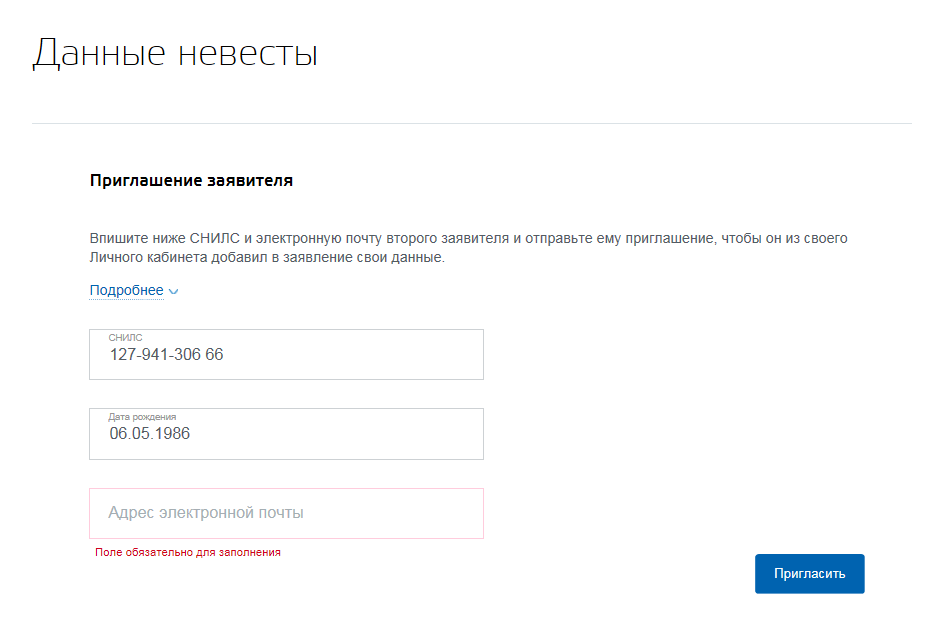 Данные невесты
Приглашение заявителя
Впишите ниже СНИЛС и электронную почту второго заявителя и отправьте ему приглашение, чтобы он из своего
Личного кабинета добавил в заявление свои данные.
Подробнее
СНИЛС
127-941-306 66
Дата рождения
06.05.1986
Адрес электронной почты
Поле обязательно для заполнения
Пригласить